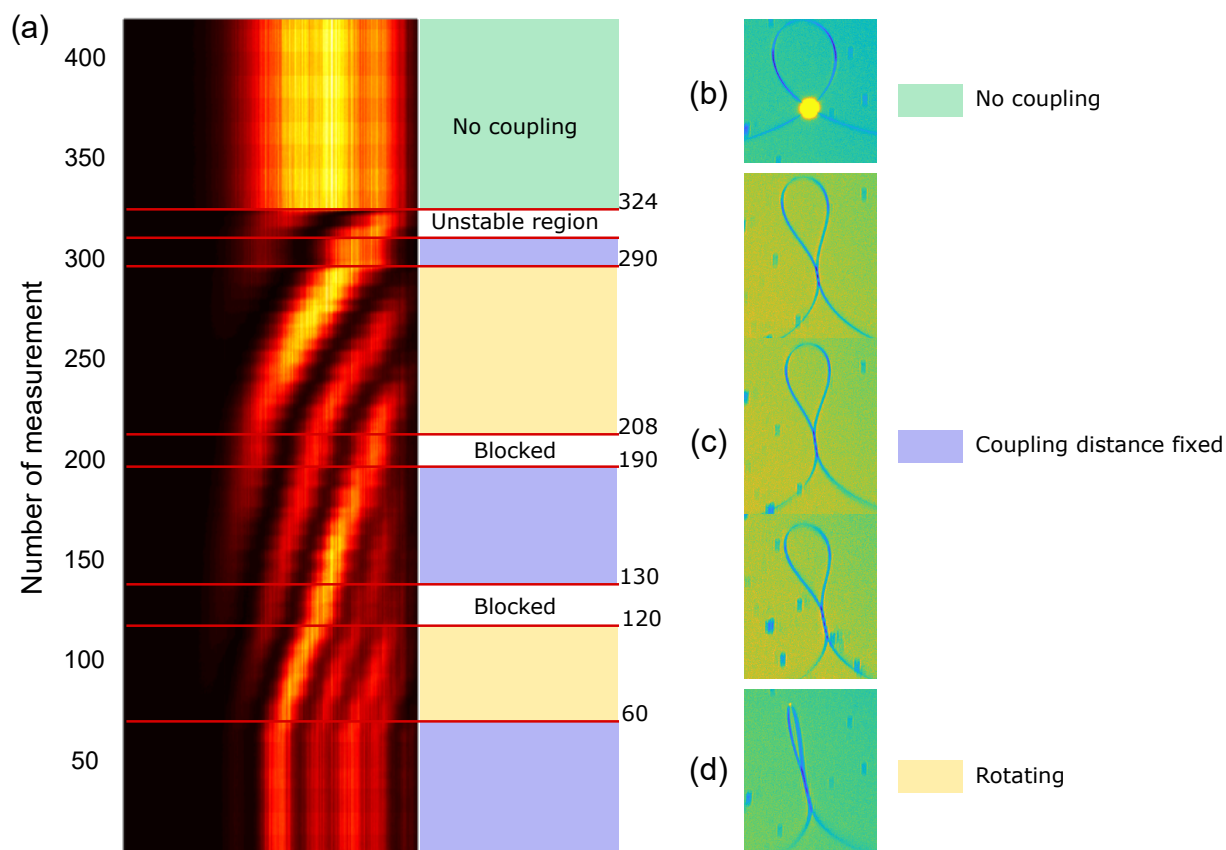 (a)
400
350
300
250
200
150
100
50
Number of measurement
No coupling
324
Unstable region
290
208
Blocked
190
130
Blocked
120
60
(b)
No coupling
(c)
Coupling distance fixed
(d)
Rotating